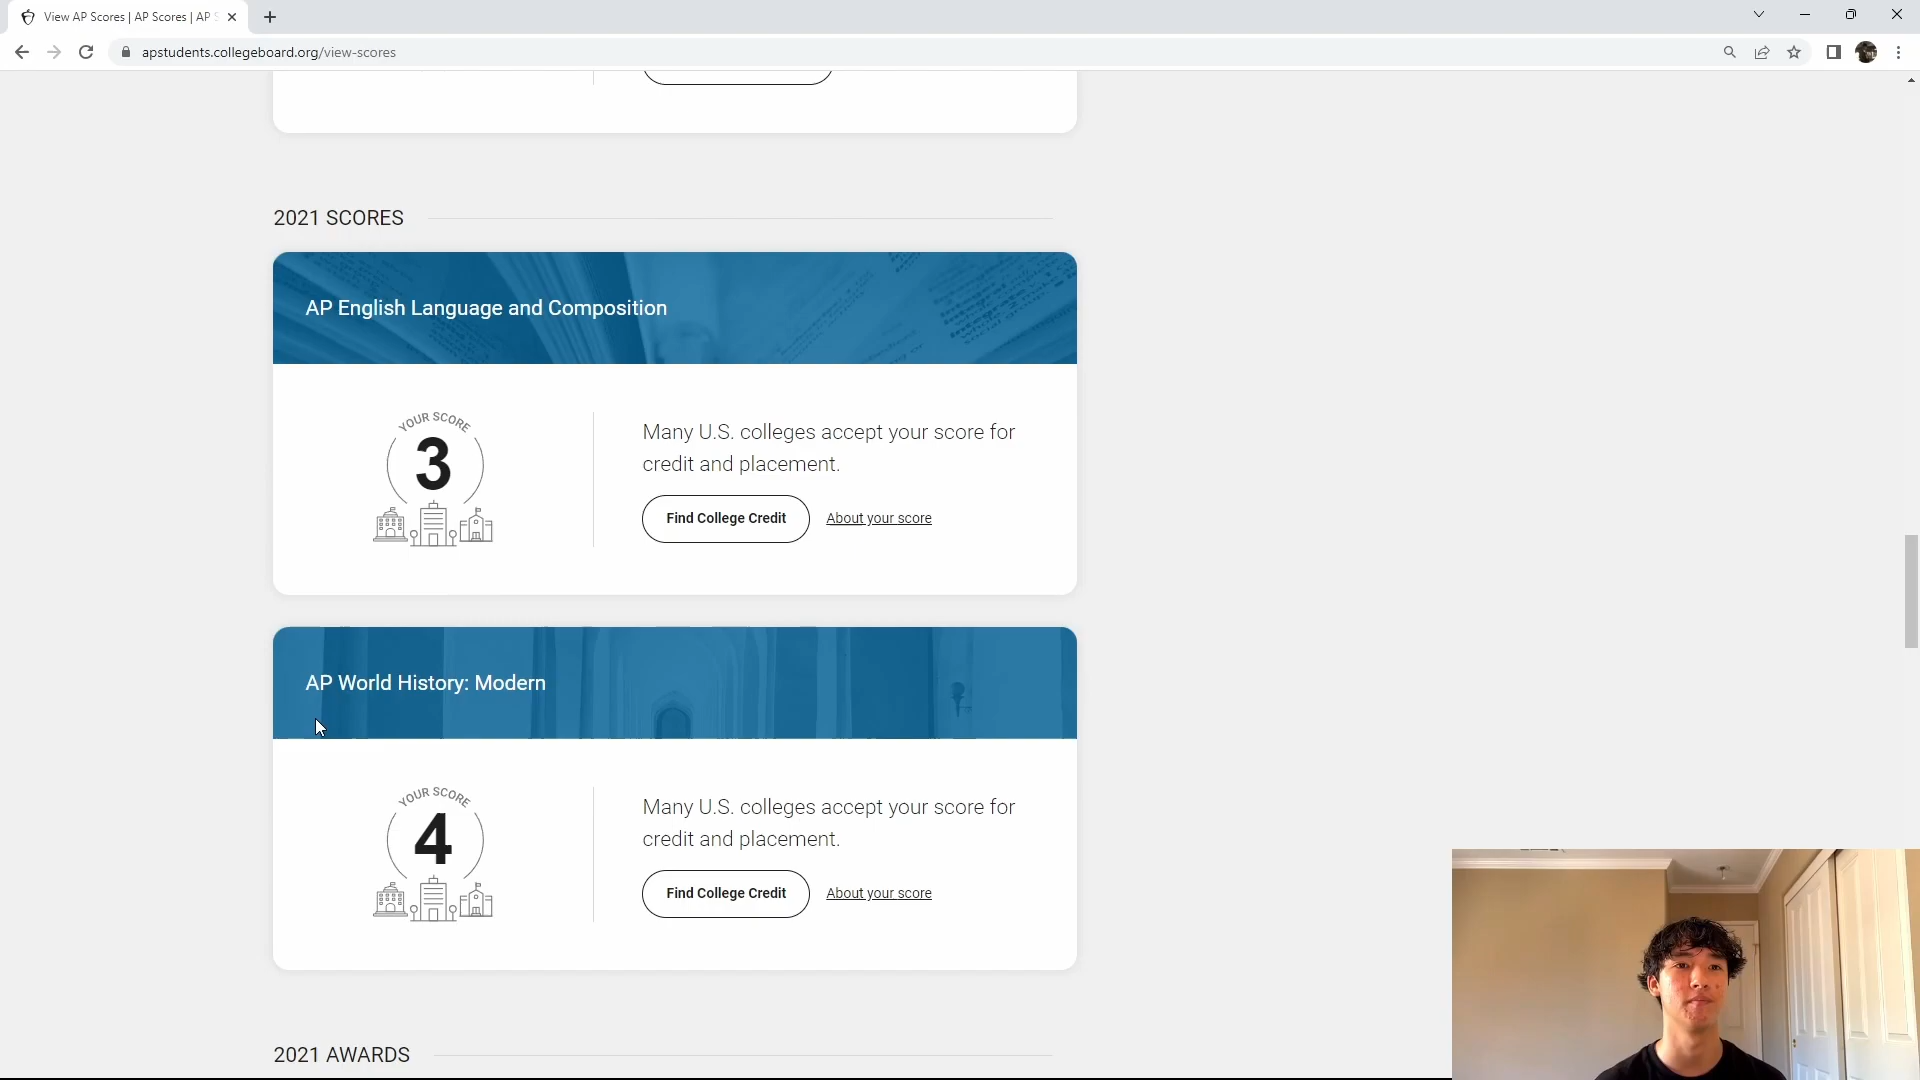 View AP Scores | AP Scores | AP S
apstudents.collegeboard.org/view-scores
2021 SCORES
AP English Language and Composition
YOUR SCORE
3
Many U.S. colleges accept your score for
credit and placement.
Find College Credit
About your score
AP World History: Modern
YOUR SCORE
4
Many U.S. colleges accept your score for
credit and placement.
Find College Credit
About your score
2021 AWARDS